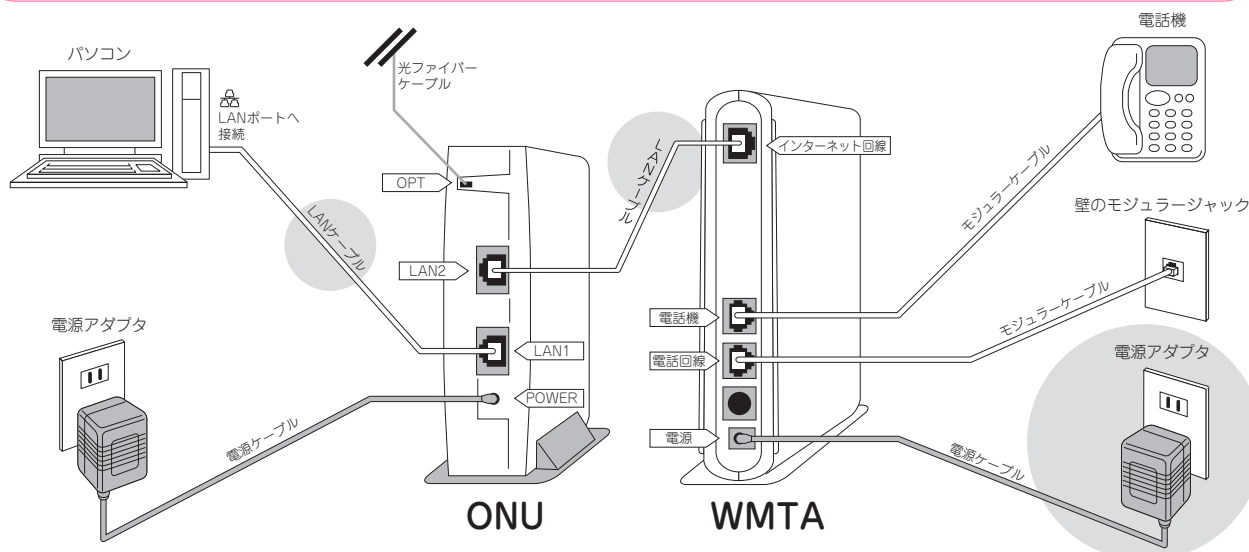 パソコン
LANポートへ
接続
光ファイバー
ケーブル
電話機
OPT
インターネット回線
LANケーブル
LANケーブル
モジュラーケーブル
壁のモジュラージャック
LAN2
電源アダプタ
LAN1
電話機
モジュラーケーブル
電話回線
電源アダプタ
POWER
電源ケーブル
電源
電源ケーブル
ONU
WMTA